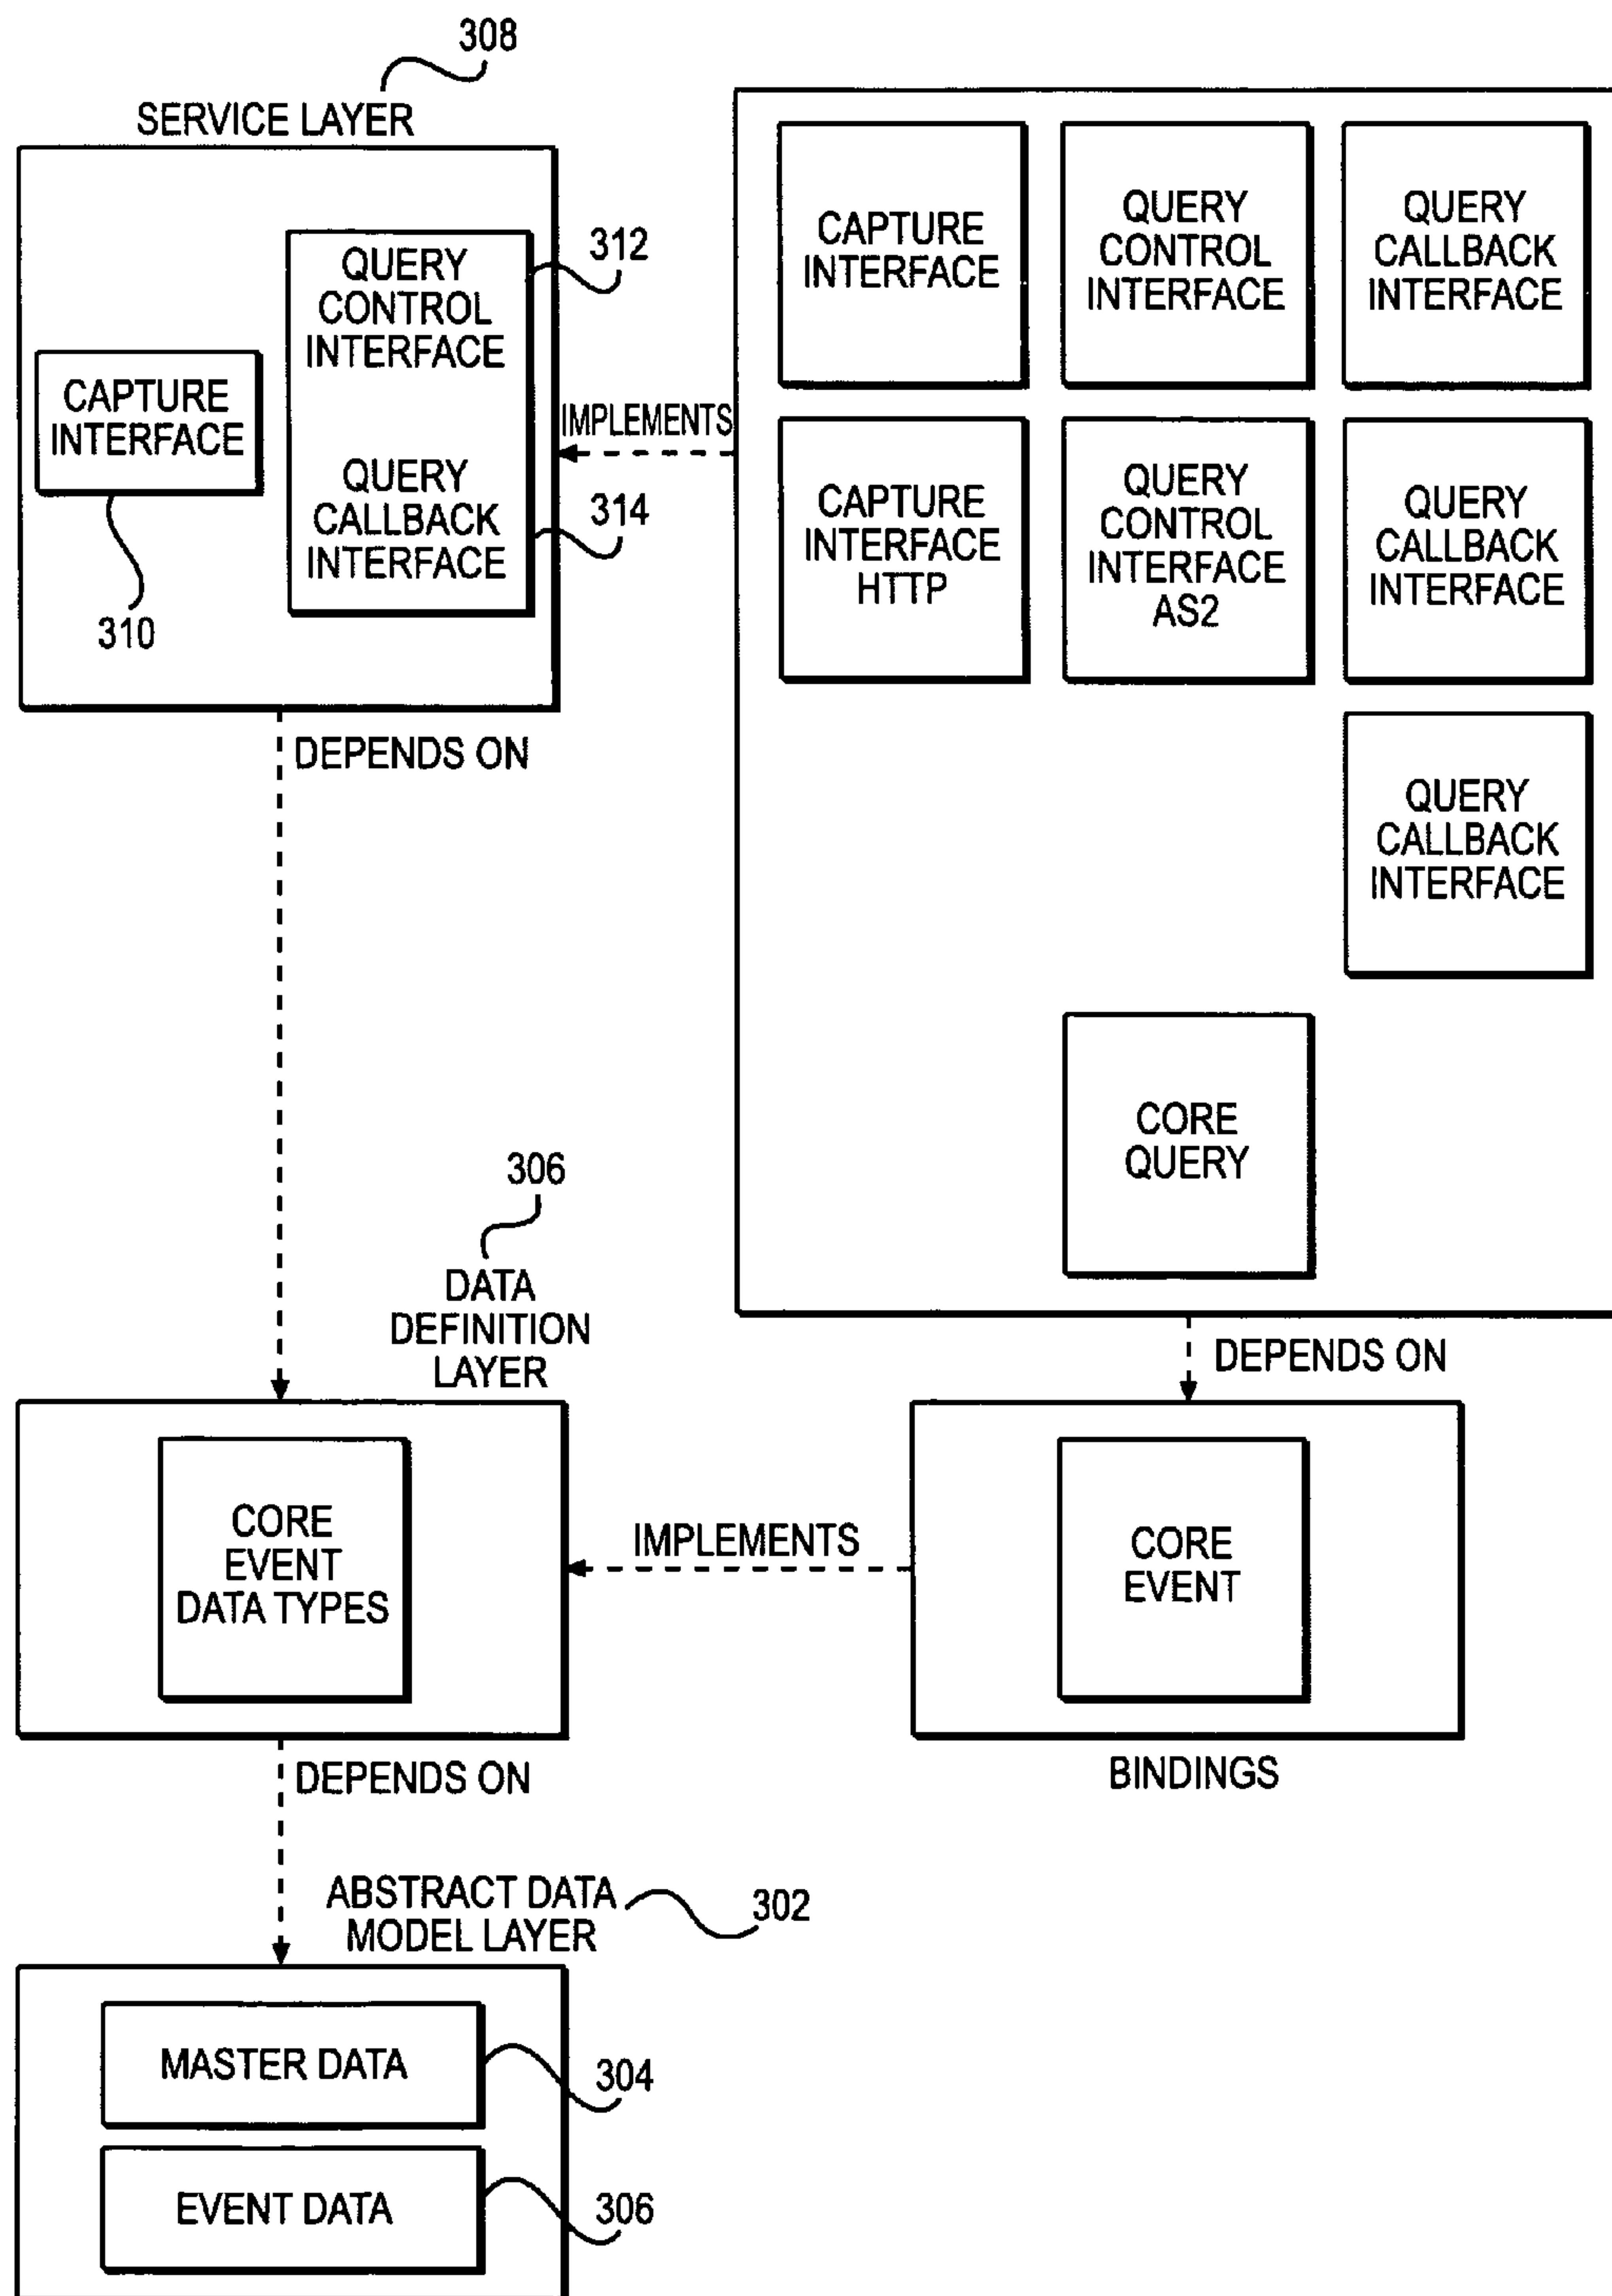 308
SERVICE LAYER
QUERY
CONTROL
INTERFACE
312
CAPTURE
INTERFACE
310
QUERY
CALLBACK
INTERFACE
314
IMPLEMENTS
CAPTURE
INTERFACE
QUERY
CONTROL
INTERFACE
QUERY
CALLBACK
INTERFACE
CAPTURE
INTERFACE
HTTP
QUERY
CONTROL
INTERFACE
AS2
QUERY
CALLBACK
INTERFACE
QUERY
CALLBACK
INTERFACE
CORE
QUERY
DEPENDS ON
306
DATA
DEFINITION
LAYER
DEPENDS ON
CORE
EVENT
DATA TYPES
IMPLEMENTS
CORE
EVENT
BINDINGS
DEPENDS ON
ABSTRACT DATA
MODEL LAYER
302
MASTER DATA
304
EVENT DATA
306